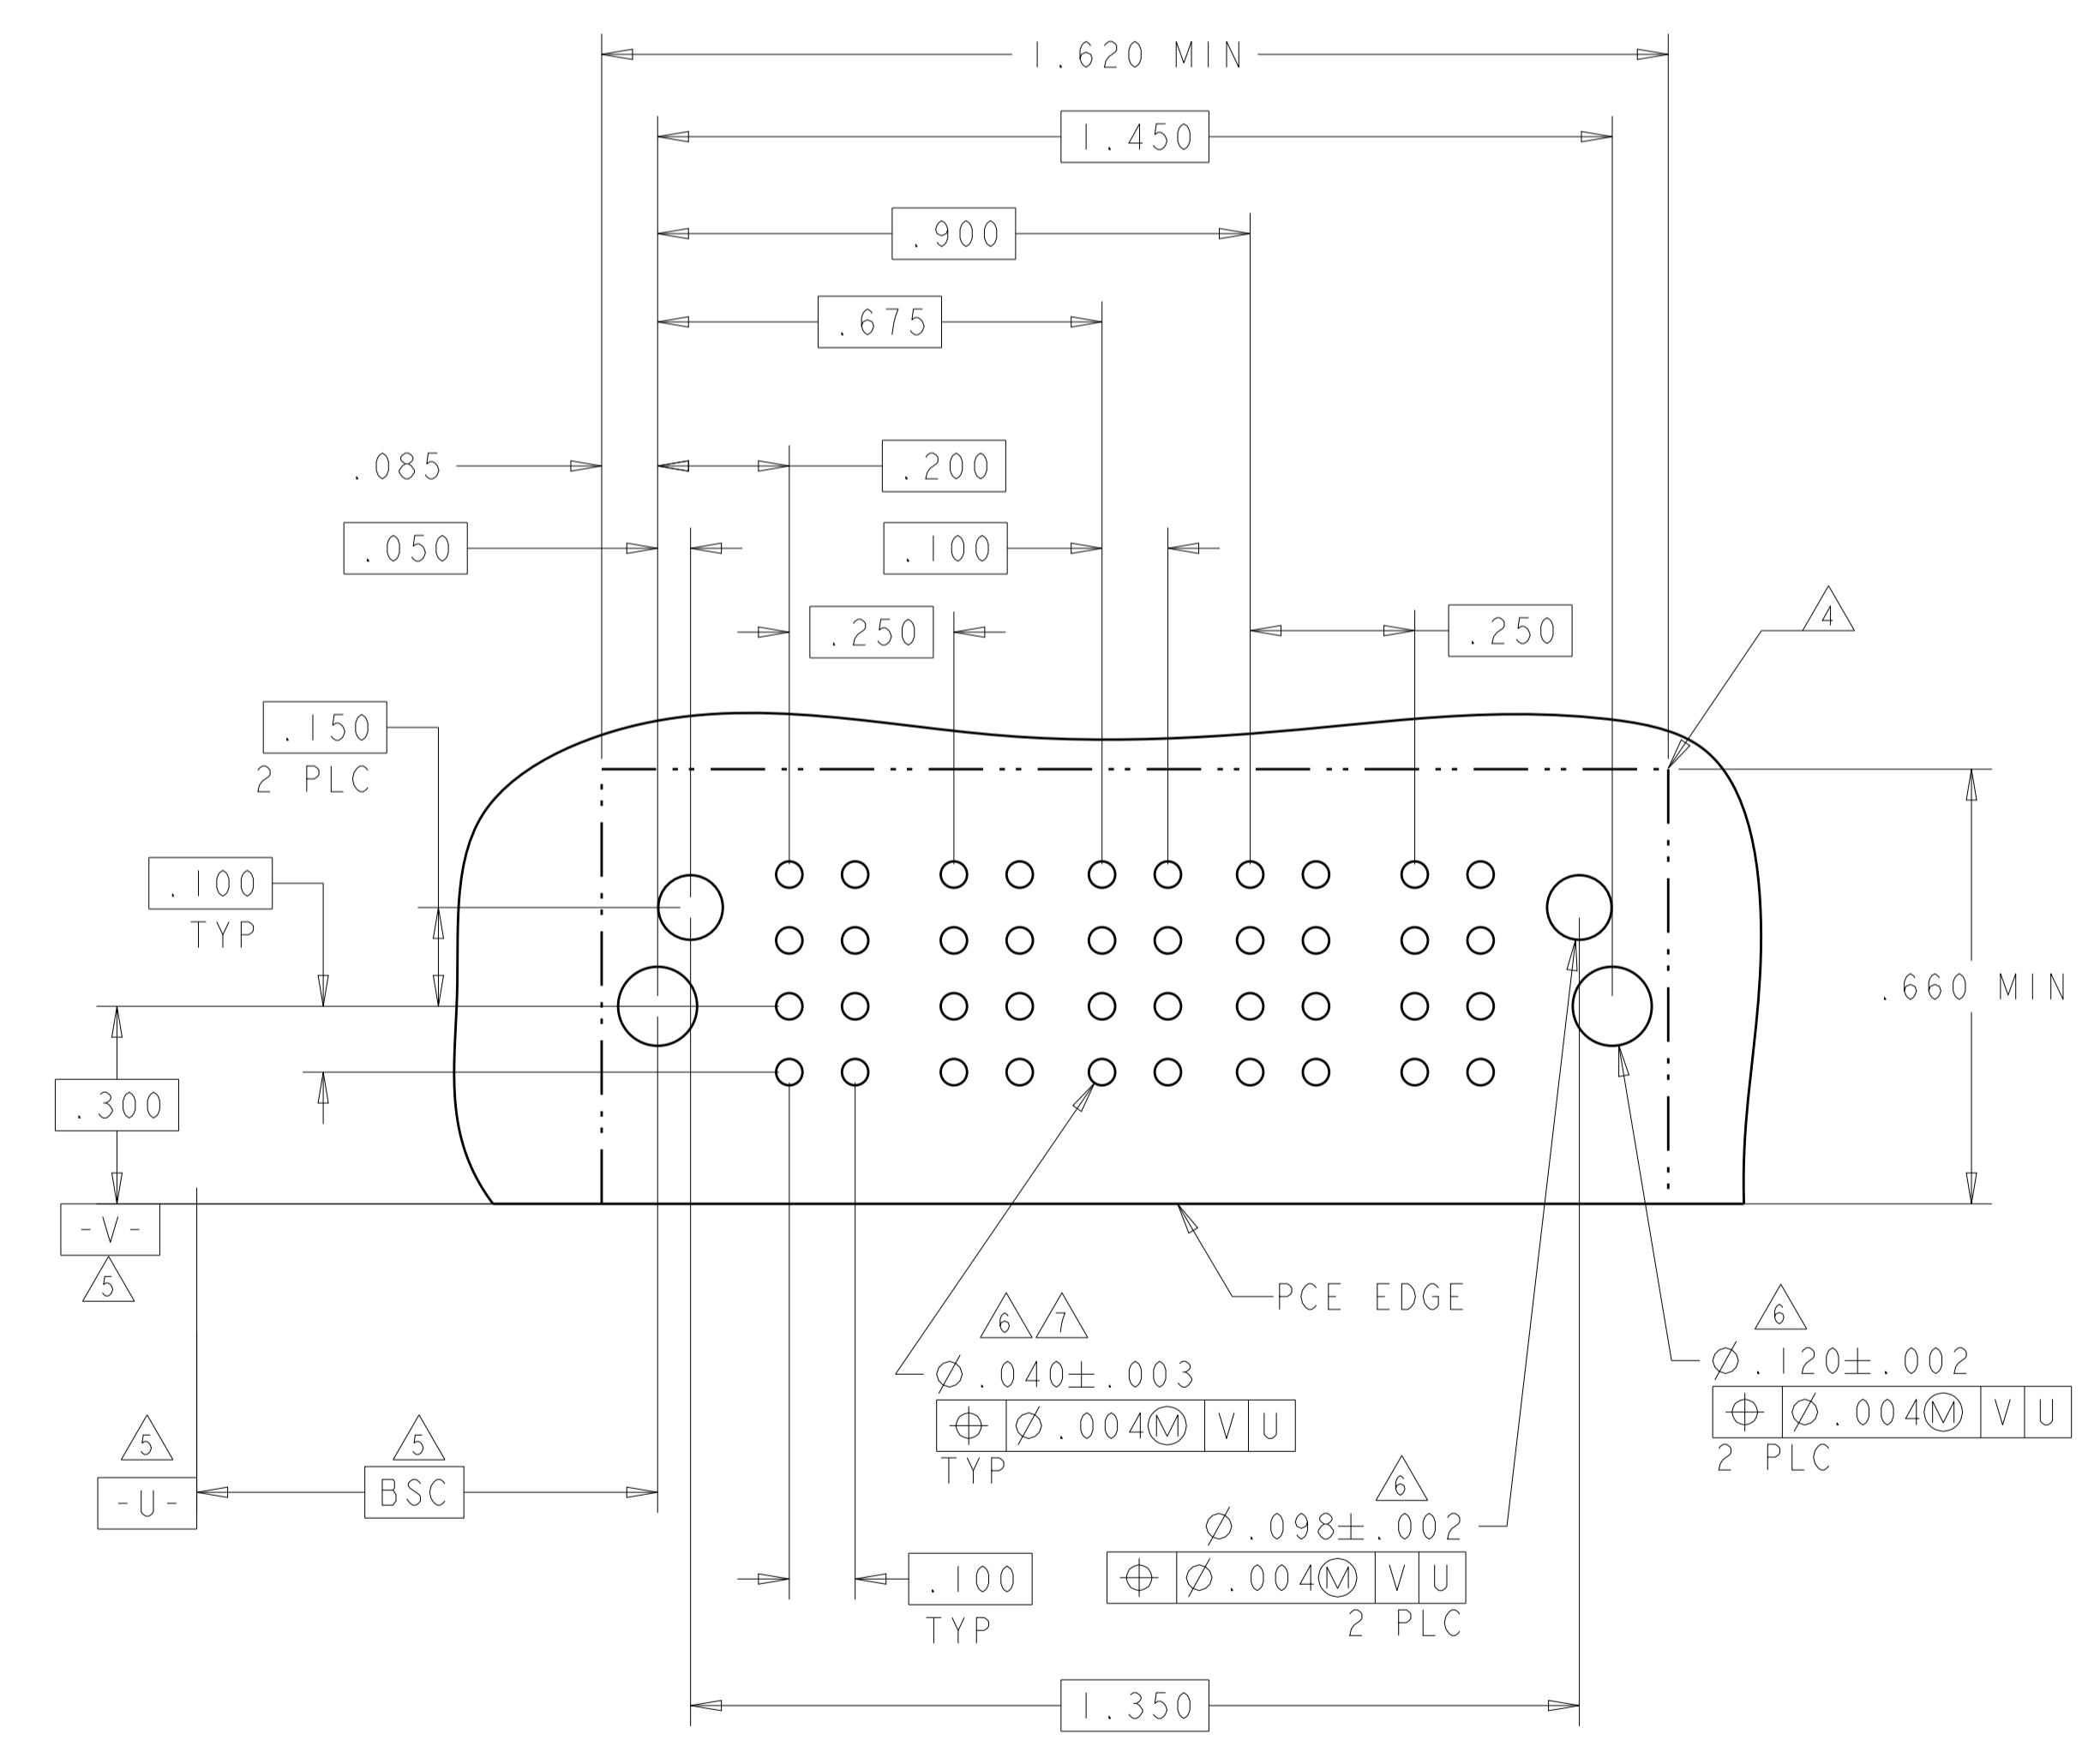 1.620 MIN
1.450
.900
.675
.085
.200
.050
.100
.250
.250
4
.150
2 PLC
.100
TYP
.660 MIN
.300
-V-
5
PCE EDGE
6 7
⌀.040±.003
⌖ ⌀.004Ⓜ V U
TYP
6
⌀.120±.002
⌖ ⌀.004Ⓜ V U
2 PLC
5
-U-
5
BSC
6
⌀.098±.002
⌖ ⌀.004Ⓜ V U
2 PLC
.100
TYP
1.350